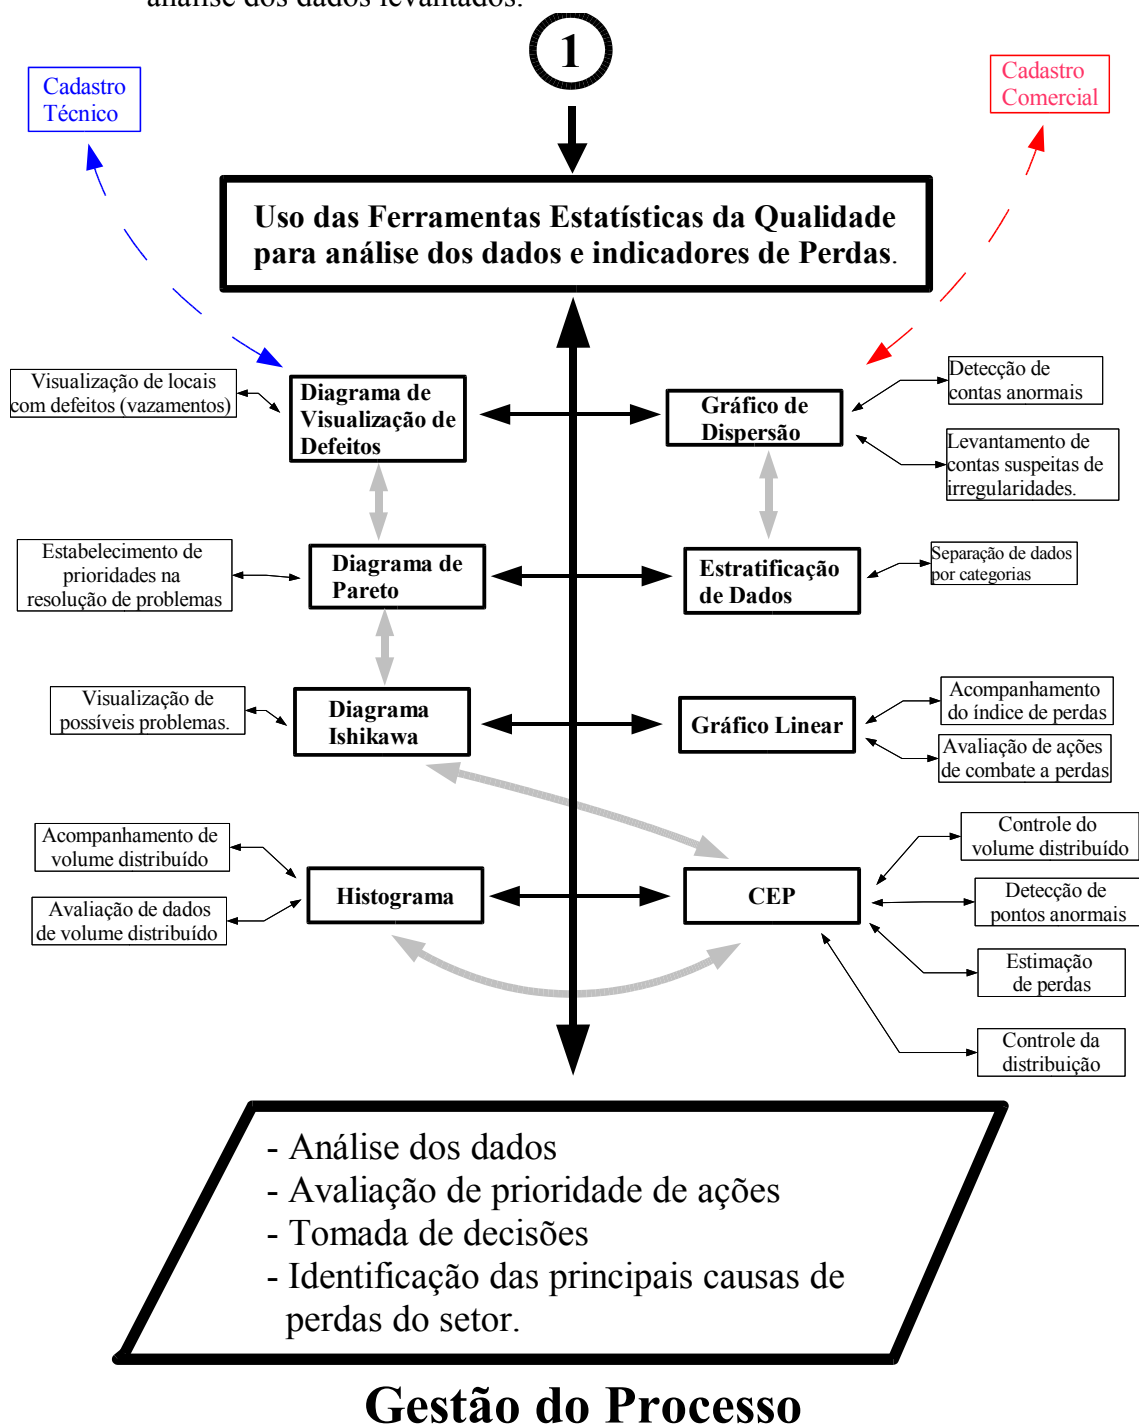 análise dos dados levantados.
1
Cadastro
Técnico
Cadastro
Comercial
Uso das Ferramentas Estatísticas da Qualidade
para análise dos dados e indicadores de Perdas.
Visualização de locais
com defeitos (vazamentos)
Diagrama de
Visualização de
Defeitos
Gráfico de
Dispersão
Detecção de
contas anormais
Levantamento de
contas suspeitas de
irregularidades.
Estabelecimento de
prioridades na
resolução de problemas
Diagrama de
Pareto
Estratificação
de Dados
Separação de dados
por categorias
Visualização de
possíveis problemas.
Diagrama
Ishikawa
Gráfico Linear
Acompanhamento
do índice de perdas
Avaliação de ações
de combate a perdas
Acompanhamento de
volume distribuído
Avaliação de dados
de volume distribuído
Histograma
CEP
Controle do
volume distribuído
Detecção de
pontos anormais
Estimação
de perdas
Controle da
distribuição
- Análise dos dados
- Avaliação de prioridade de ações
- Tomada de decisões
- Identificação das principais causas de
perdas do setor.
Gestão do Processo